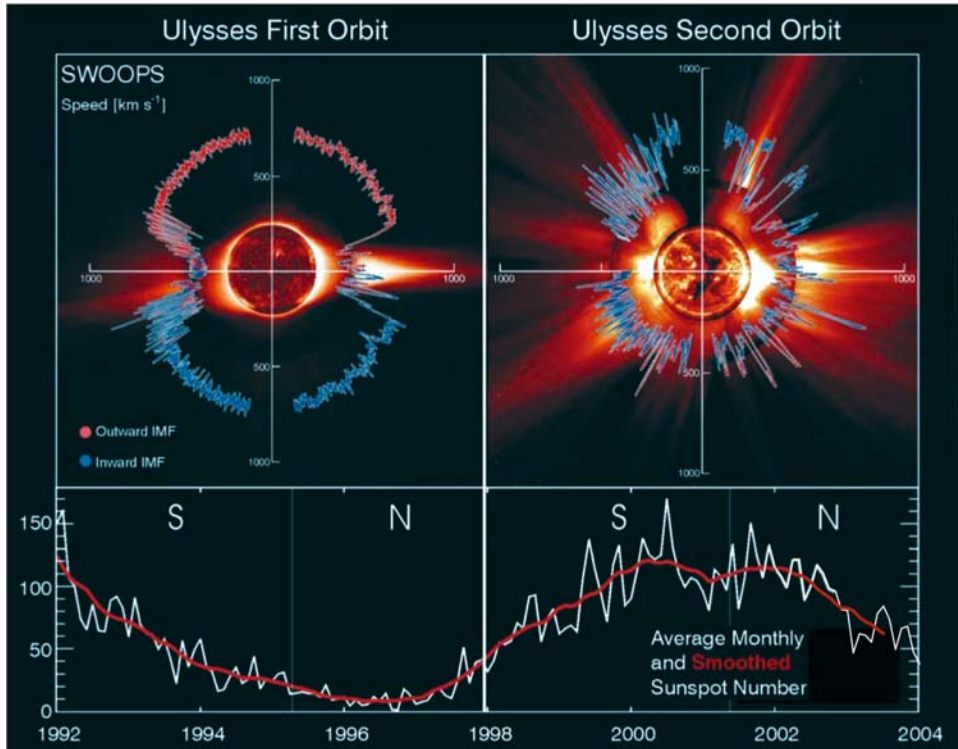 Ulysses First Orbit
Ulysses Second Orbit
SWOOPS
Speed [km s⁻¹]
1000
500
1000
1000
500
1000
Outward IMF
Inward IMF
1000
500
1000
1000
500
1000
S
N
S
N
150
100
50
0
Average Monthly
and Smoothed
Sunspot Number
1992
1994
1996
1998
2000
2002
2004